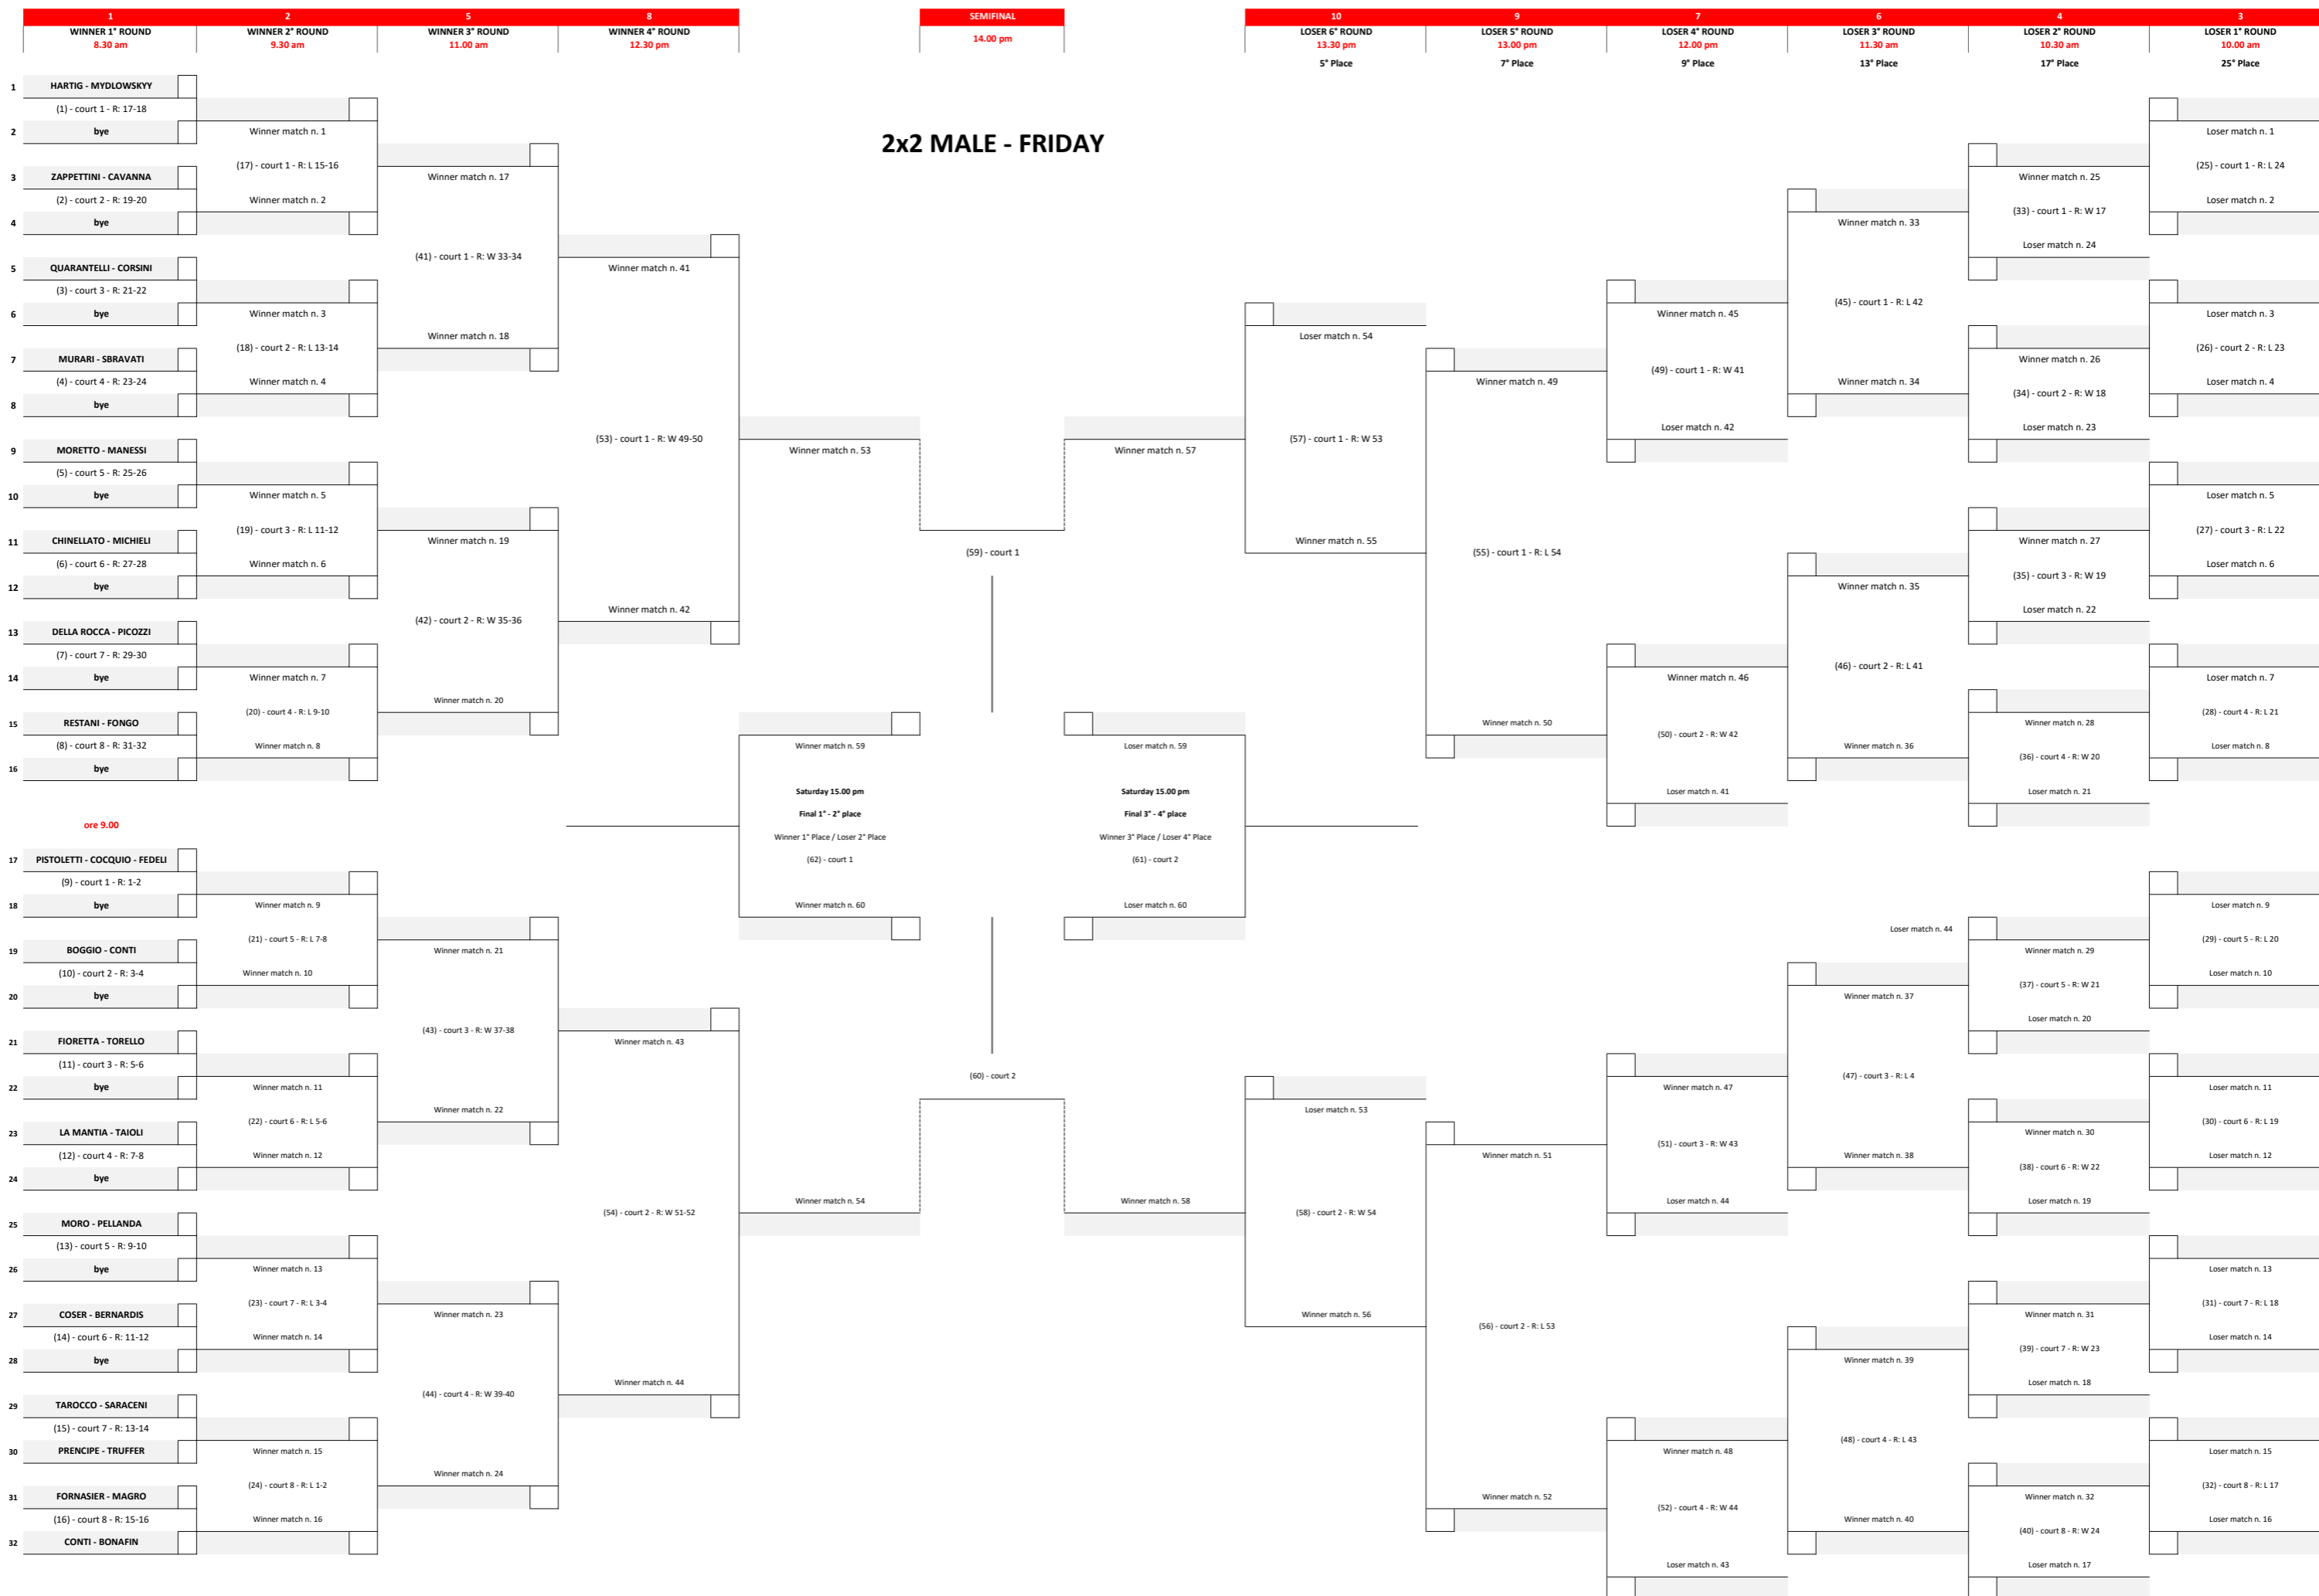 1 2 5 8 SEMIFINAL 10 9 7 6 4 3
WINNER 1° ROUND WINNER 2° ROUND WINNER 3° ROUND WINNER 4° ROUND LOSER 6° ROUND LOSER 5° ROUND LOSER 4° ROUND LOSER 3° ROUND LOSER 2° ROUND LOSER 1° ROUND
8.30 am 9.30 am 11.00 am 12.30 pm 14.00 pm 13.30 pm 13.00 pm 12.00 pm 11.30 am 10.30 am 10.00 am
5° Place 7° Place 9° Place 13° Place 17° Place 25° Place
2x2 MALE - FRIDAY
1 HARTIG - MYDLOWSKYY
(1) - court 1 - R: 17-18
2 bye
3 ZAPPETTINI - CAVANNA
(2) - court 2 - R: 19-20
4 bye
5 QUARANTELLI - CORSINI
(3) - court 3 - R: 21-22
6 bye
7 MURARI - SBRAVATI
(4) - court 4 - R: 23-24
8 bye
9 MORETTO - MANESSI
(5) - court 5 - R: 25-26
10 bye
11 CHINELLATO - MICHIELI
(6) - court 6 - R: 27-28
12 bye
13 DELLA ROCCA - PICOZZI
(7) - court 7 - R: 29-30
14 bye
15 RESTANI - FONGO
(8) - court 8 - R: 31-32
16 bye
ore 9.00
17 PISTOLETTI - COCQUIO - FEDELI
(9) - court 1 - R: 1-2
18 bye
19 BOGGIO - CONTI
(10) - court 2 - R: 3-4
20 bye
21 FIORETTA - TORELLO
(11) - court 3 - R: 5-6
22 bye
23 LA MANTIA - TAIOLI
(12) - court 4 - R: 7-8
24 bye
25 MORO - PELLANDA
(13) - court 5 - R: 9-10
26 bye
27 COSER - BERNARDIS
(14) - court 6 - R: 11-12
28 bye
29 TAROCCO - SARACENI
(15) - court 7 - R: 13-14
30 PRENCIPE - TRUFFER
31 FORNASIER - MAGRO
(16) - court 8 - R: 15-16
32 CONTI - BONAFIN
Winner match n. 1
(17) - court 1 - R: L 15-16
Winner match n. 2
Winner match n. 3
(18) - court 2 - R: L 13-14
Winner match n. 4
Winner match n. 5
(19) - court 3 - R: L 11-12
Winner match n. 6
Winner match n. 7
(20) - court 4 - R: L 9-10
Winner match n. 8
Winner match n. 9
(21) - court 5 - R: L 7-8
Winner match n. 10
Winner match n. 11
(22) - court 6 - R: L 5-6
Winner match n. 12
Winner match n. 13
(23) - court 7 - R: L 3-4
Winner match n. 14
Winner match n. 15
(24) - court 8 - R: L 1-2
Winner match n. 16
Winner match n. 17
(41) - court 1 - R: W 33-34
Winner match n. 18
Winner match n. 19
(42) - court 2 - R: W 35-36
Winner match n. 20
Winner match n. 21
(43) - court 3 - R: W 37-38
Winner match n. 22
Winner match n. 23
(44) - court 4 - R: W 39-40
Winner match n. 24
Winner match n. 41
(53) - court 1 - R: W 49-50
Winner match n. 42
Winner match n. 43
(54) - court 2 - R: W 51-52
Winner match n. 44
Winner match n. 53
Winner match n. 59
Saturday 15.00 pm
Final 1° - 2° place
Winner 1° Place / Loser 2° Place
(62) - court 1
Winner match n. 60
Winner match n. 54
(59) - court 1
(60) - court 2
Winner match n. 57
Loser match n. 59
Saturday 15.00 pm
Final 3° - 4° place
Winner 3° Place / Loser 4° Place
(61) - court 2
Loser match n. 60
Winner match n. 58
Loser match n. 54
(57) - court 1 - R: W 53
Winner match n. 55
Loser match n. 53
(58) - court 2 - R: W 54
Winner match n. 56
Winner match n. 49
(55) - court 1 - R: L 54
Winner match n. 50
Winner match n. 51
(56) - court 2 - R: L 53
Winner match n. 52
Winner match n. 45
(49) - court 1 - R: W 41
Loser match n. 42
Winner match n. 46
(50) - court 2 - R: W 42
Loser match n. 41
Winner match n. 47
(51) - court 3 - R: W 43
Loser match n. 44
Winner match n. 48
(52) - court 4 - R: W 44
Loser match n. 43
Winner match n. 33
(45) - court 1 - R: L 42
Winner match n. 34
Winner match n. 35
(46) - court 2 - R: L 41
Winner match n. 36
Loser match n. 44
Winner match n. 37
(47) - court 3 - R: L 4
Winner match n. 38
Winner match n. 39
(48) - court 4 - R: L 43
Winner match n. 40
Winner match n. 25
(33) - court 1 - R: W 17
Loser match n. 24
Winner match n. 26
(34) - court 2 - R: W 18
Loser match n. 23
Winner match n. 27
(35) - court 3 - R: W 19
Loser match n. 22
Winner match n. 28
(36) - court 4 - R: W 20
Loser match n. 21
Winner match n. 29
(37) - court 5 - R: W 21
Loser match n. 20
Winner match n. 30
(38) - court 6 - R: W 22
Loser match n. 19
Winner match n. 31
(39) - court 7 - R: W 23
Loser match n. 18
Winner match n. 32
(40) - court 8 - R: W 24
Loser match n. 17
Loser match n. 1
(25) - court 1 - R: L 24
Loser match n. 2
Loser match n. 3
(26) - court 2 - R: L 23
Loser match n. 4
Loser match n. 5
(27) - court 3 - R: L 22
Loser match n. 6
Loser match n. 7
(28) - court 4 - R: L 21
Loser match n. 8
Loser match n. 9
(29) - court 5 - R: L 20
Loser match n. 10
Loser match n. 11
(30) - court 6 - R: L 19
Loser match n. 12
Loser match n. 13
(31) - court 7 - R: L 18
Loser match n. 14
Loser match n. 15
(32) - court 8 - R: L 17
Loser match n. 16